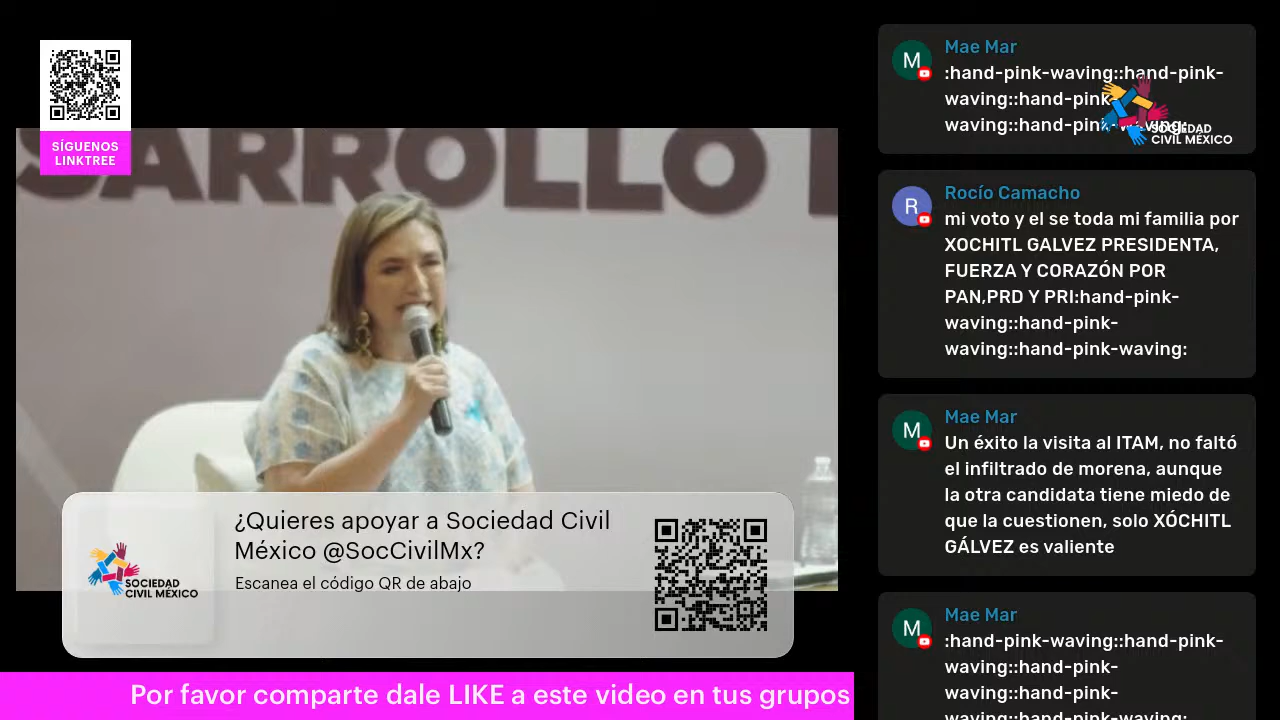 SÍGUENOS
LINKTREE
SARROLLO
¿Quieres apoyar a Sociedad Civil
México @SocCivilMx?
Escanea el código QR de abajo
SOCIEDAD
CIVIL MÉXICO
Por favor comparte dale LIKE a este video en tus grupos
M
Mae Mar
:hand-pink-waving::hand-pink-
waving::hand-pink-
waving::hand-pink-waving:
SOCIEDAD
CIVIL MÉXICO
R
Rocío Camacho
mi voto y el se toda mi familia por
XOCHITL GALVEZ PRESIDENTA,
FUERZA Y CORAZÓN POR
PAN,PRD Y PRI:hand-pink-
waving::hand-pink-
waving::hand-pink-waving:
M
Mae Mar
Un éxito la visita al ITAM, no faltó
el infiltrado de morena, aunque
la otra candidata tiene miedo de
que la cuestionen, solo XÓCHITL
GÁLVEZ es valiente
M
Mae Mar
:hand-pink-waving::hand-pink-
waving::hand-pink-
waving::hand-pink-
waving::hand-pink-waving: